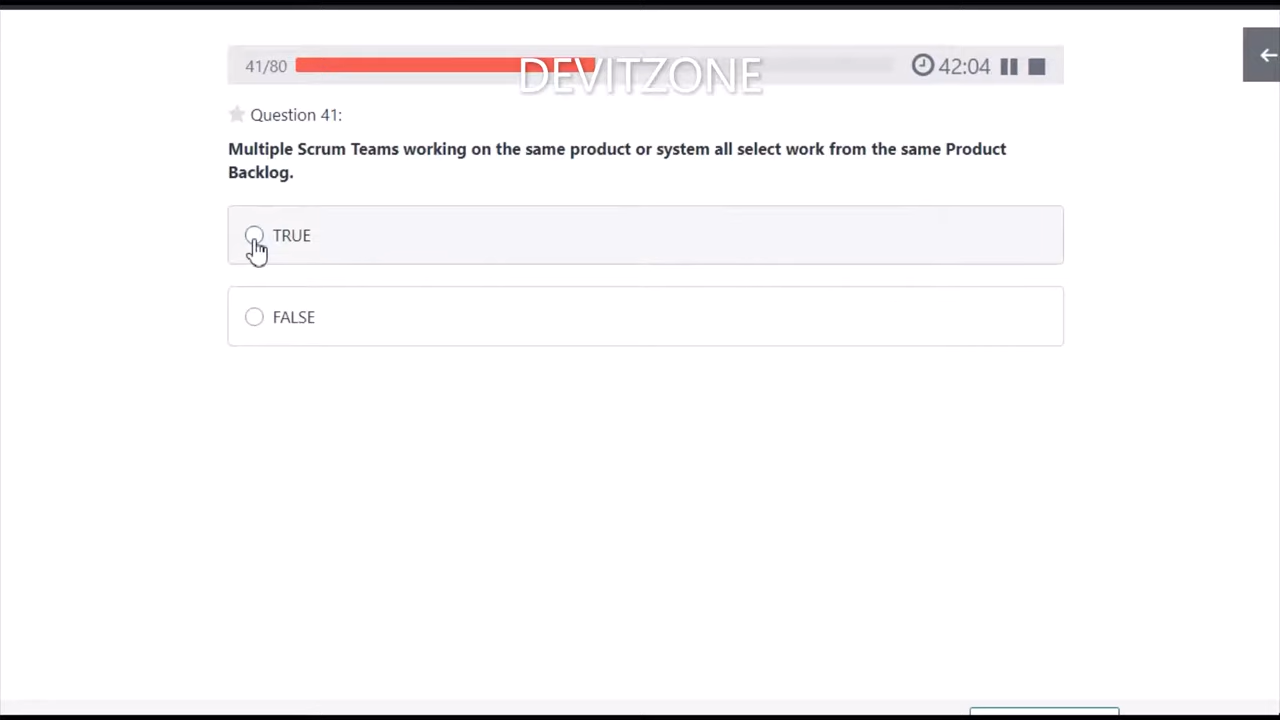 41/80
DEVITZONE
42:04
Question 41:
Multiple Scrum Teams working on the same product or system all select work from the same Product
Backlog.
TRUE
FALSE